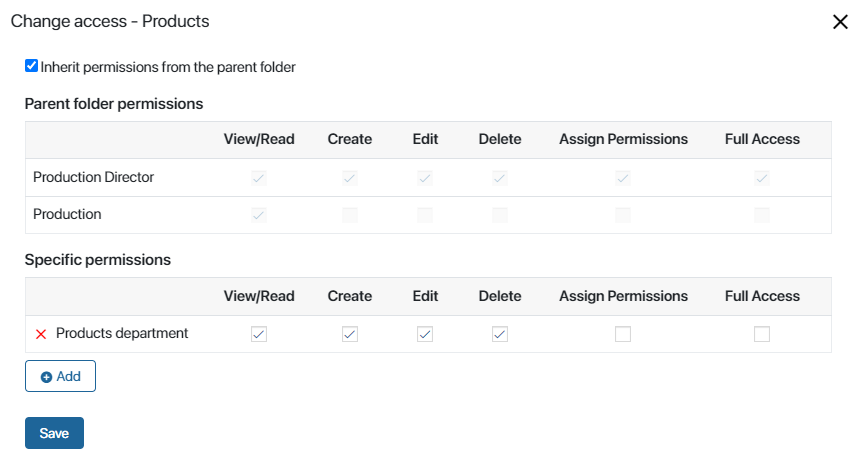 Change access - Products
Inherit permissions from the parent folder
Parent folder permissions
View/Read Create Edit Delete Assign Permissions Full Access
Production Director
Production
Specific permissions
View/Read Create Edit Delete Assign Permissions Full Access
Products department
Add
Save